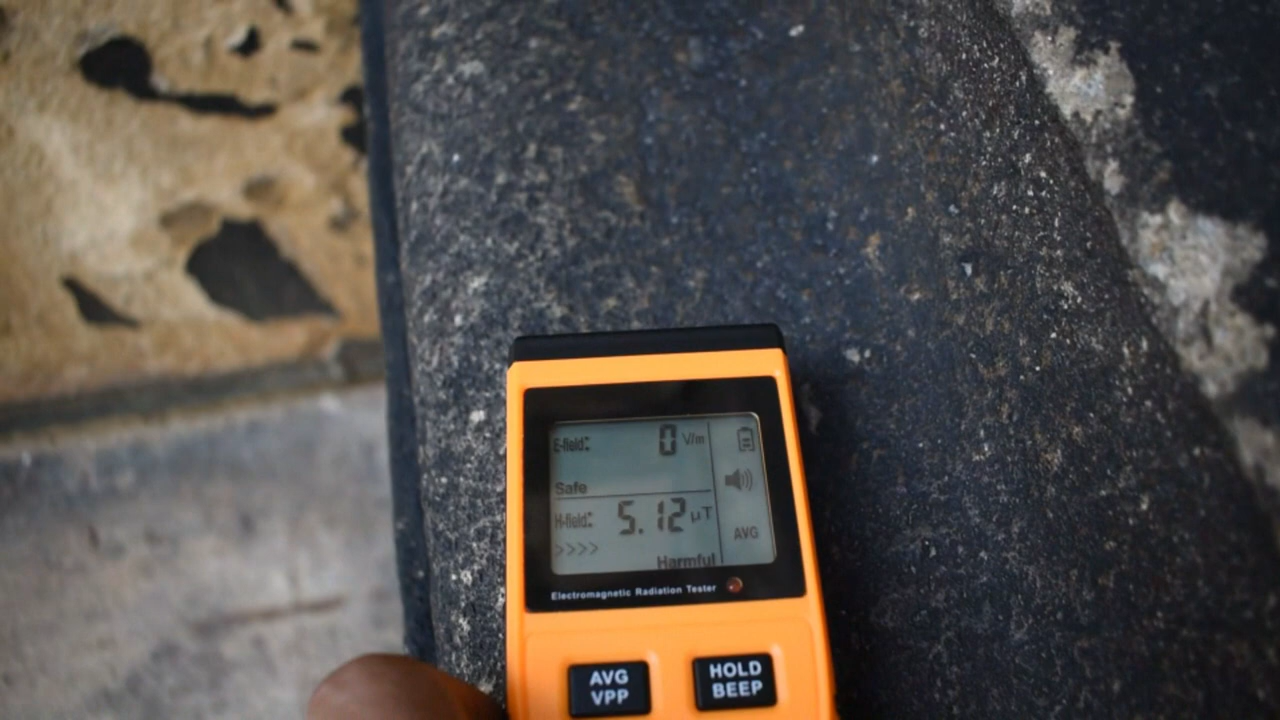 E-field: 0 V/m
Safe
H-field: 5.12 µT
>>>> Harmful
AVG
Electromagnetic Radiation Tester
AVG VPP
HOLD BEEP